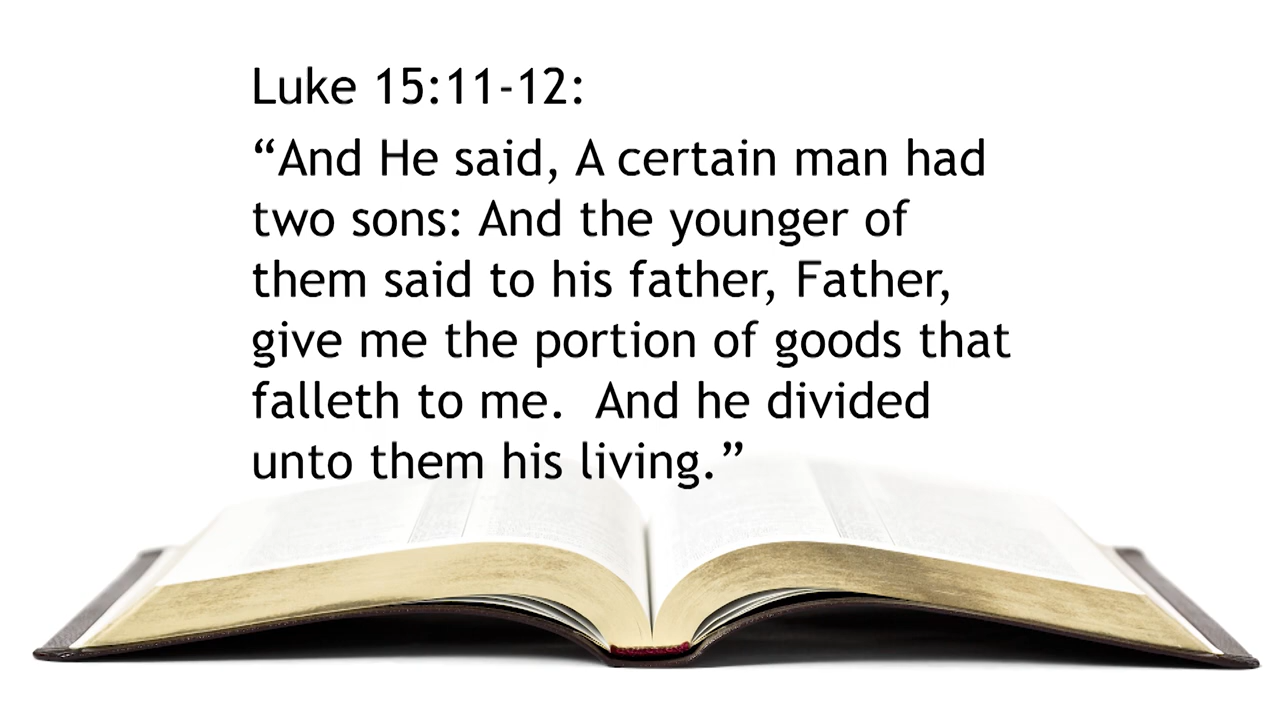 Luke 15:11-12:
“And He said, A certain man had
two sons: And the younger of
them said to his father, Father,
give me the portion of goods that
falleth to me.  And he divided
unto them his living.”